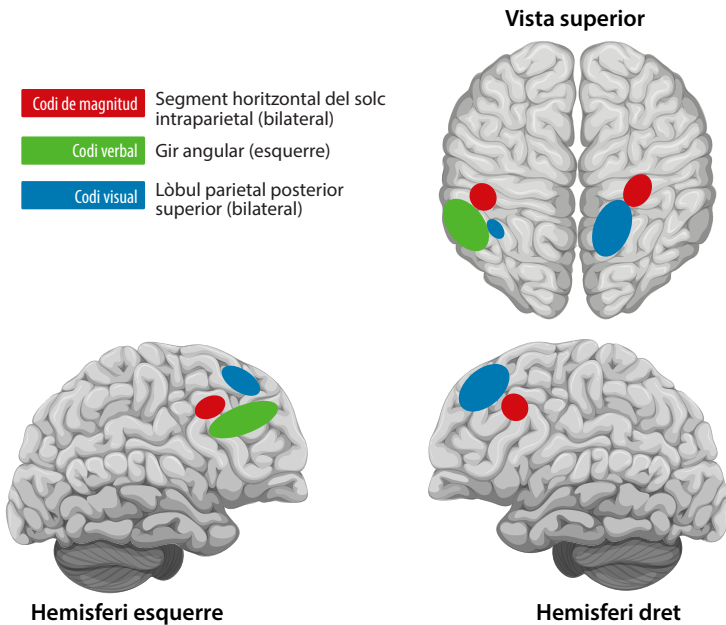 Vista superior
Codi de magnitud
Segment horitzontal del solc
intraparietal (bilateral)
Codi verbal
Gir angular (esquerre)
Codi visual
Lòbul parietal posterior
superior (bilateral)
Hemisferi esquerre
Hemisferi dret